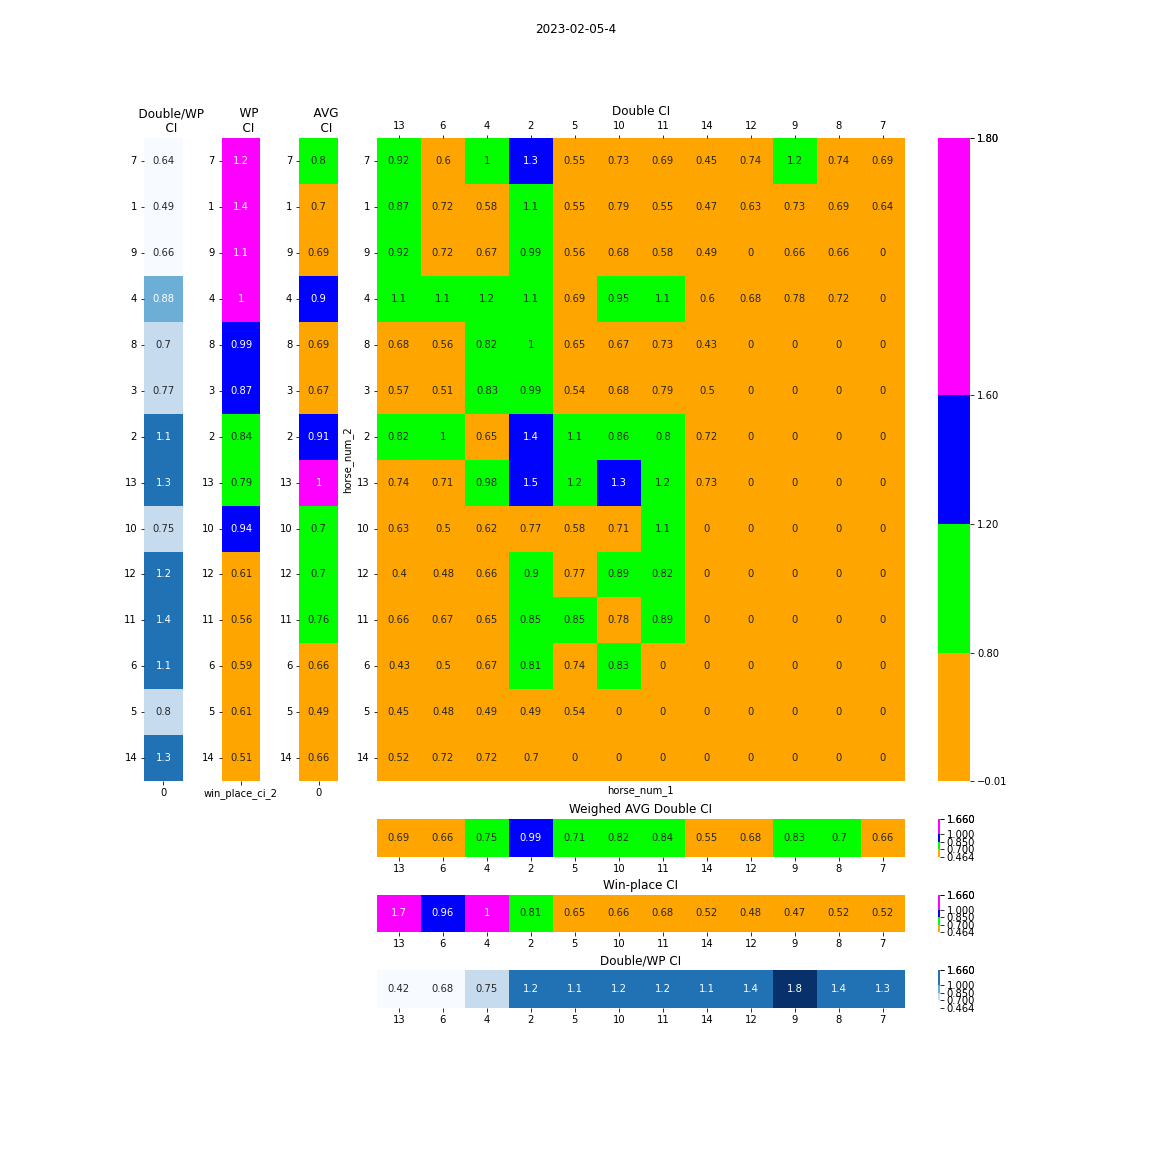 2023-02-05-4
Double/WP CI
WP CI
AVG CI
Double CI
13 6 4 2 5 10 11 14 12 9 8 7
1.80
7 0.64 7 1.2 7 0.8 7 0.92 0.6 1 1.3 0.55 0.73 0.69 0.45 0.74 1.2 0.74 0.69
1 0.49 1 1.4 1 0.7 1 0.87 0.72 0.58 1.1 0.55 0.79 0.55 0.47 0.63 0.73 0.69 0.64
9 0.66 9 1.1 9 0.69 9 0.92 0.72 0.67 0.99 0.56 0.68 0.58 0.49 0 0.66 0.66 0
4 0.88 4 1 4 0.9 4 1.1 1.1 1.2 1.1 0.69 0.95 1.1 0.6 0.68 0.78 0.72 0
8 0.7 8 0.99 8 0.69 8 0.68 0.56 0.82 1 0.65 0.67 0.73 0.43 0 0 0 0
3 0.77 3 0.87 3 0.67 3 0.57 0.51 0.83 0.99 0.54 0.68 0.79 0.5 0 0 0 0
1.60
2 1.1 2 0.84 2 0.91 2 0.82 1 0.65 1.4 1.1 0.86 0.8 0.72 0 0 0 0
horse_num_2
13 1.3 13 0.79 13 1 13 0.74 0.71 0.98 1.5 1.2 1.3 1.2 0.73 0 0 0 0
10 0.75 10 0.94 10 0.7 10 0.63 0.5 0.62 0.77 0.58 0.71 1.1 0 0 0 0 0
1.20
12 1.2 12 0.61 12 0.7 12 0.4 0.48 0.66 0.9 0.77 0.89 0.82 0 0 0 0 0
11 1.4 11 0.56 11 0.76 11 0.66 0.67 0.65 0.85 0.85 0.78 0.89 0 0 0 0 0
0.80
6 1.1 6 0.59 6 0.66 6 0.43 0.5 0.67 0.81 0.74 0.83 0 0 0 0 0 0
5 0.8 5 0.61 5 0.49 5 0.45 0.48 0.49 0.49 0.54 0 0 0 0 0 0 0
14 1.3 14 0.51 14 0.66 14 0.52 0.72 0.72 0.7 0 0 0 0 0 0 0 0
−0.01
0 win_place_ci_2 0 horse_num_1
Weighed AVG Double CI
0.69 0.66 0.75 0.99 0.71 0.82 0.84 0.55 0.68 0.83 0.7 0.66
13 6 4 2 5 10 11 14 12 9 8 7
1.000
0.850
0.700
0.464
Win-place CI
1.7 0.96 1 0.81 0.65 0.66 0.68 0.52 0.48 0.47 0.52 0.52
13 6 4 2 5 10 11 14 12 9 8 7
1.000
0.850
0.700
0.464
Double/WP CI
0.42 0.68 0.75 1.2 1.1 1.2 1.2 1.1 1.4 1.8 1.4 1.3
13 6 4 2 5 10 11 14 12 9 8 7
1.000
0.850
0.700
0.464